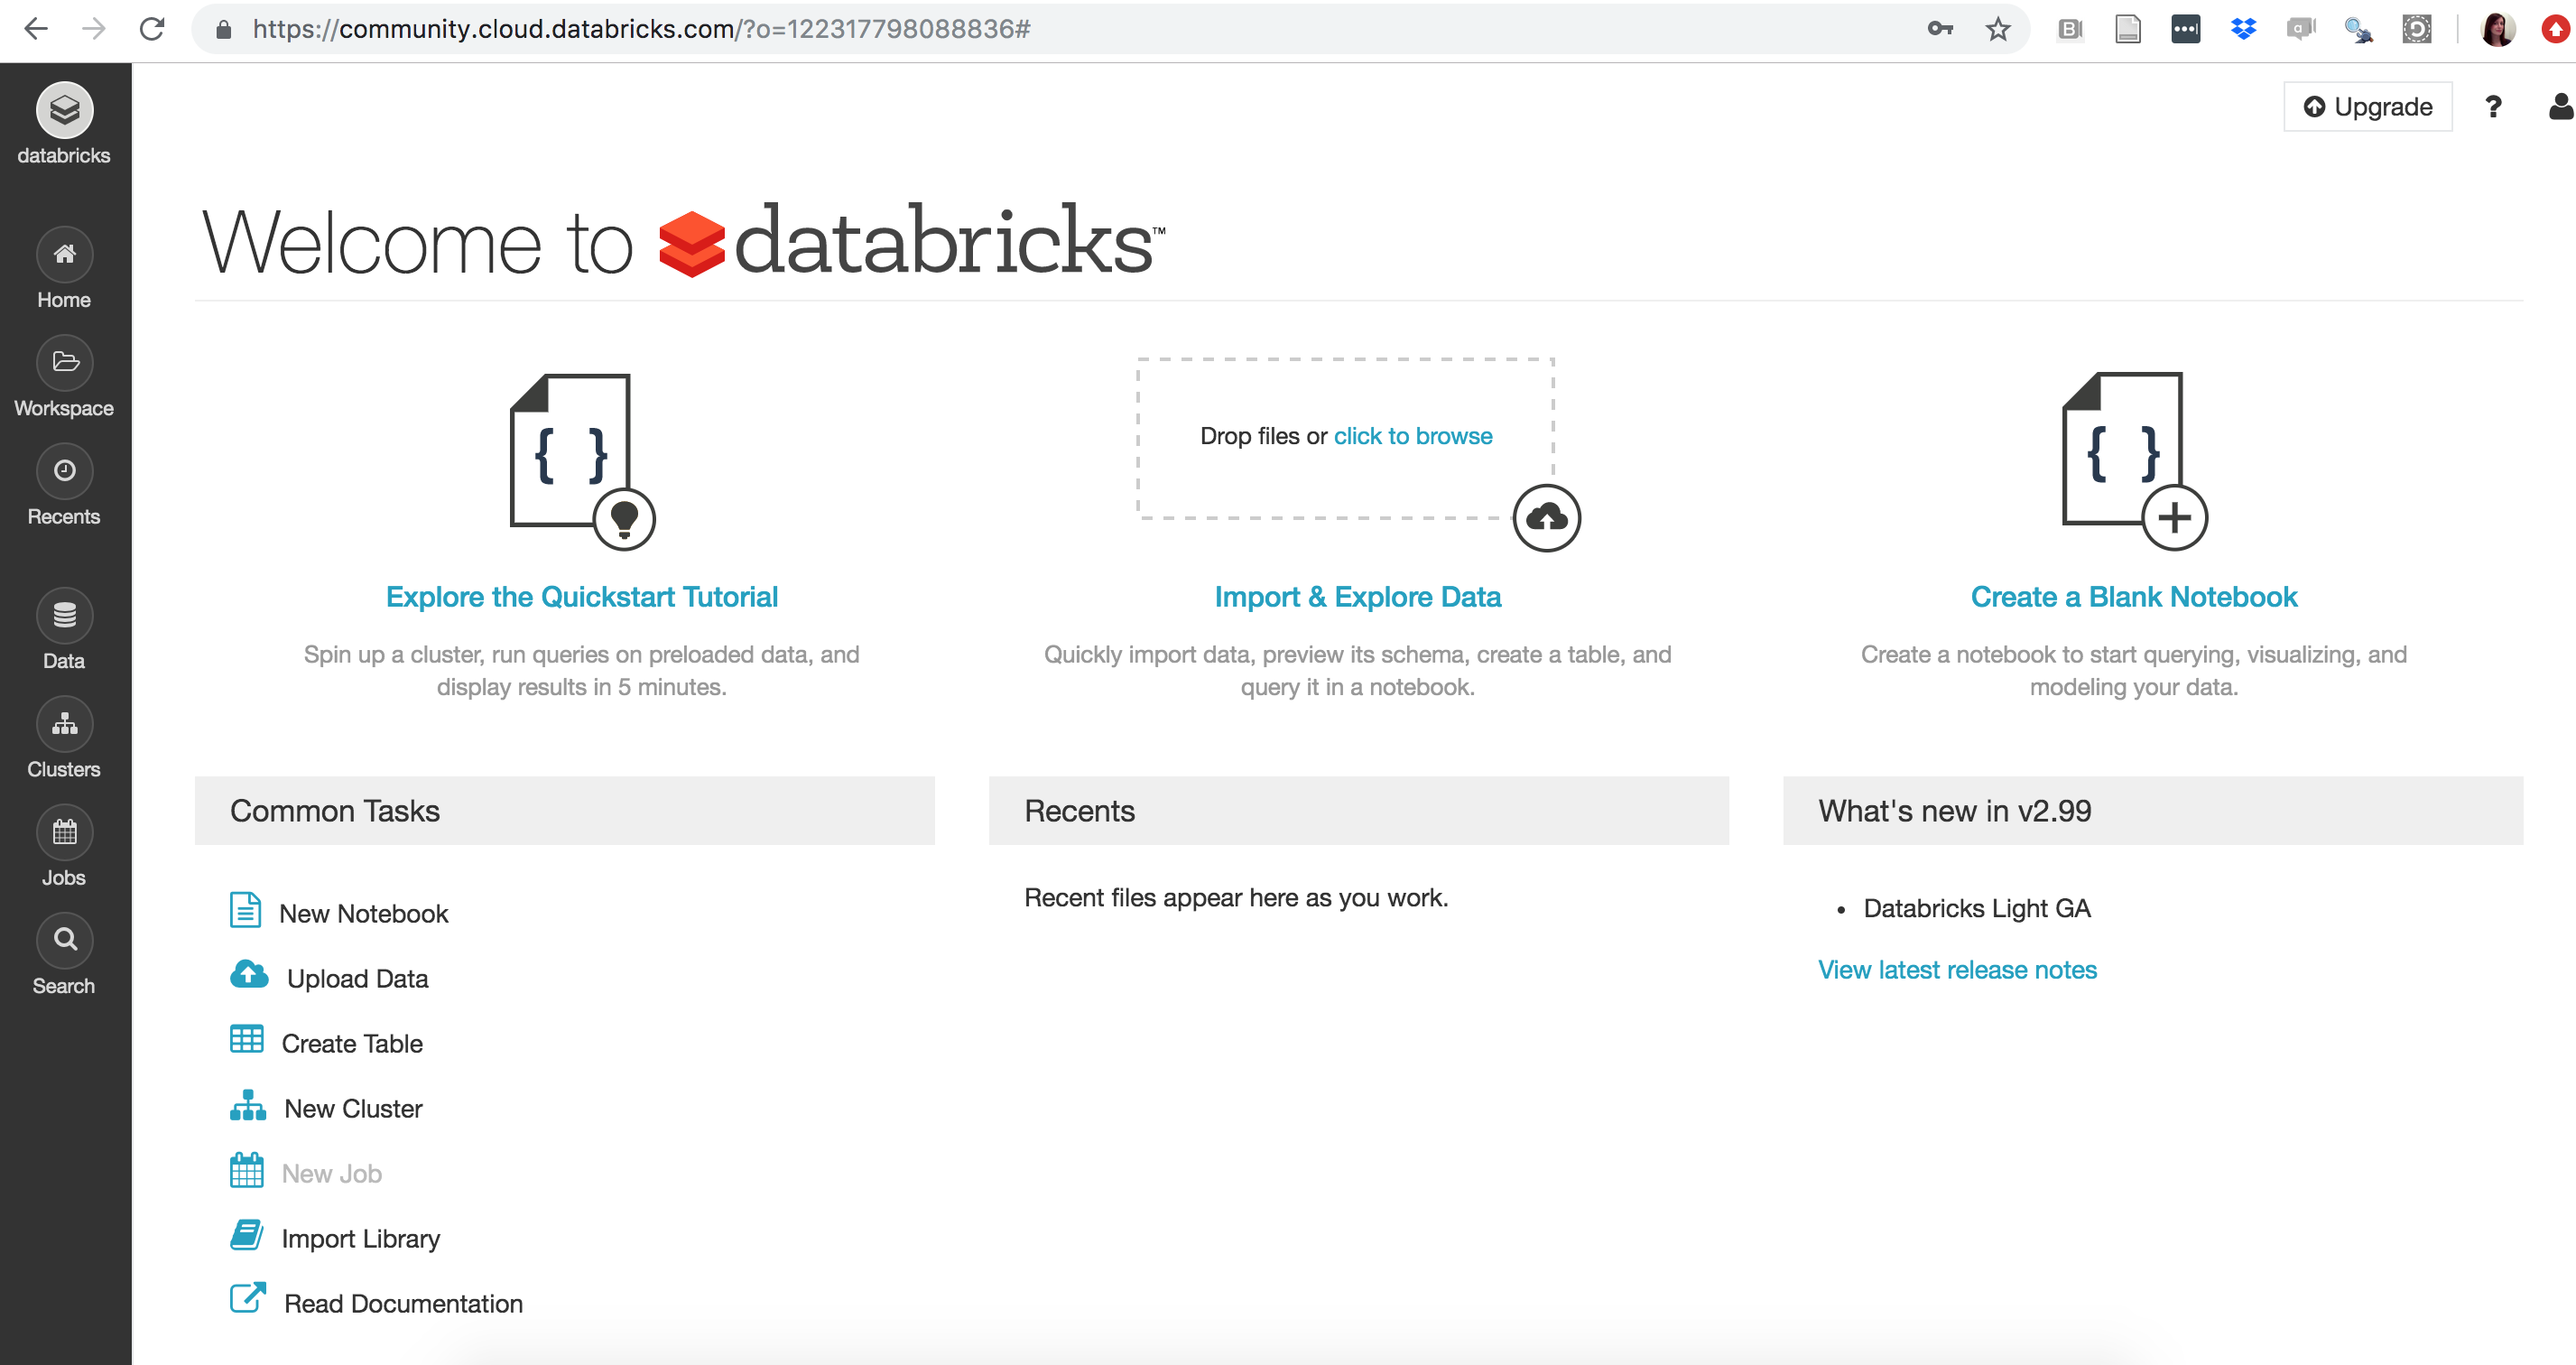 https://community.cloud.databricks.com/?o=122317798088836#
Upgrade ?
databricks
Home
Workspace
Recents
Data
Clusters
Jobs
Search
Welcome to databricks™
{ }
Explore the Quickstart Tutorial
Spin up a cluster, run queries on preloaded data, and
display results in 5 minutes.
Drop files or click to browse
Import & Explore Data
Quickly import data, preview its schema, create a table, and
query it in a notebook.
{ }
Create a Blank Notebook
Create a notebook to start querying, visualizing, and
modeling your data.
Common Tasks
New Notebook
Upload Data
Create Table
New Cluster
New Job
Import Library
Read Documentation
Recents
Recent files appear here as you work.
What's new in v2.99
• Databricks Light GA
View latest release notes